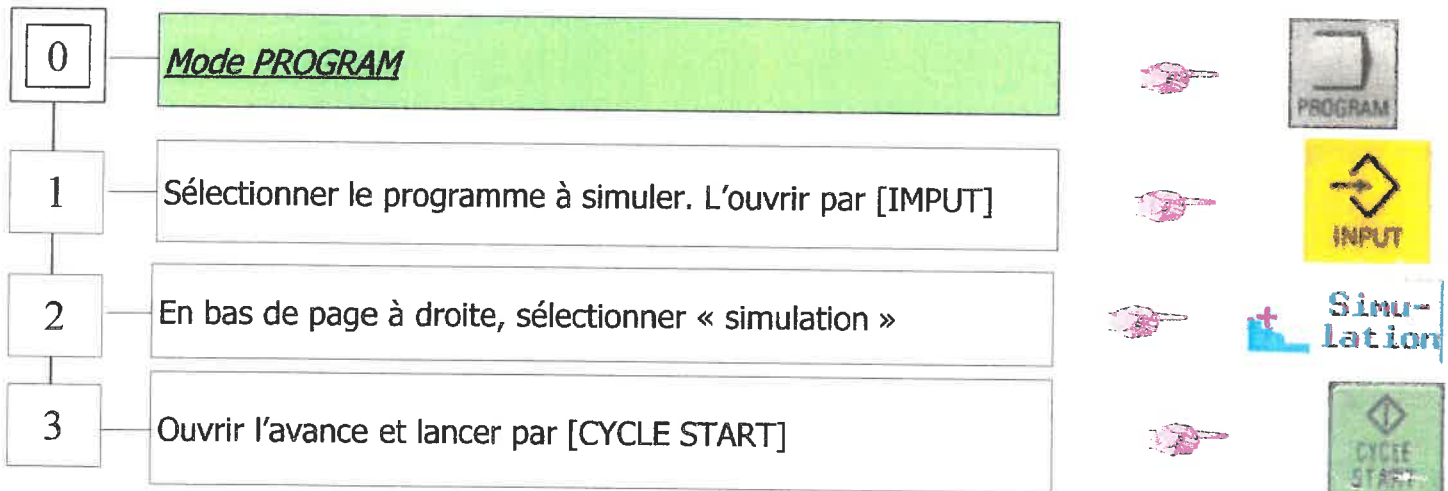 0
Mode PROGRAM
PROGRAM
1
Sélectionner le programme à simuler. L'ouvrir par [IMPUT]
INPUT
2
En bas de page à droite, sélectionner « simulation »
Simu-
lation
3
Ouvrir l'avance et lancer par [CYCLE START]
CYCLE
START